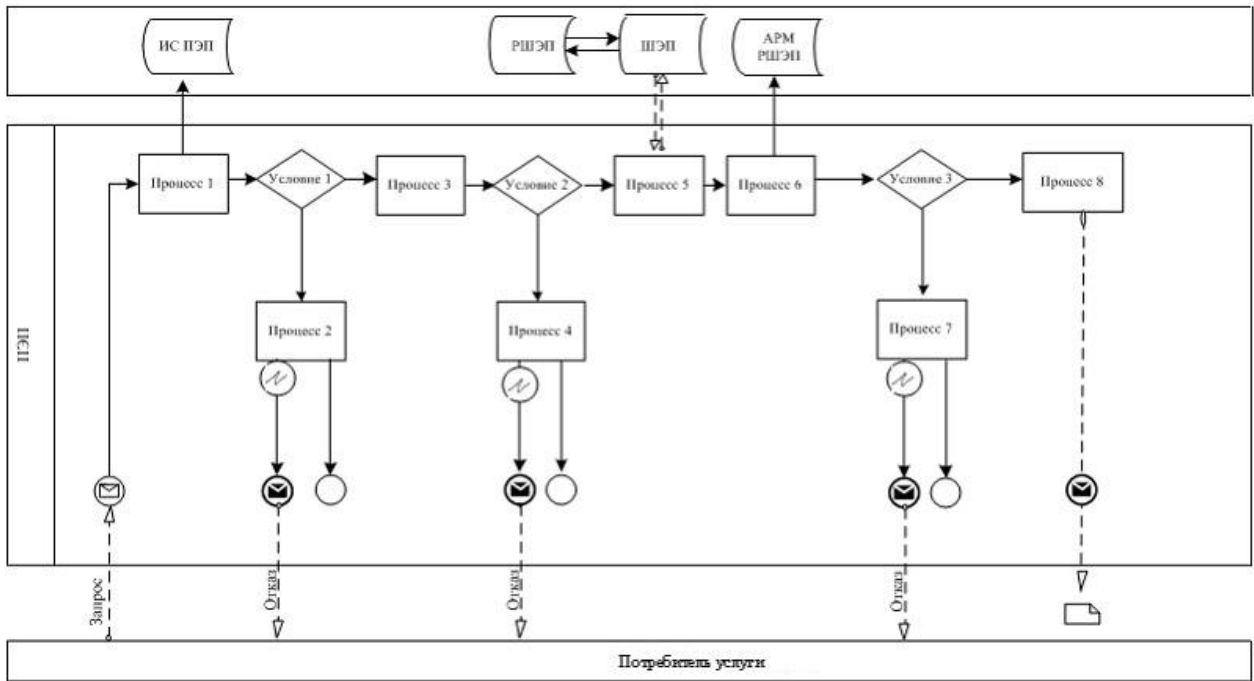 ИС ПЭП
РШЭП
ШЭП
АРМ
РШЭП
Процесс 1
Условие 1
Процесс 3
Условие 2
Процесс 5
Процесс 6
Условие 3
Процесс 8
Процесс 2
Процесс 4
Процесс 7
ПЭП
Запрос
Отказ
Отказ
Отказ
Потребитель услуги